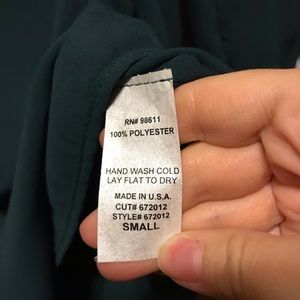 RN# 98611
100% POLYESTER
HAND WASH COLD
LAY FLAT TO DRY
MADE IN U.S.A.
CUT# 672012
STYLE# 672012
SMALL